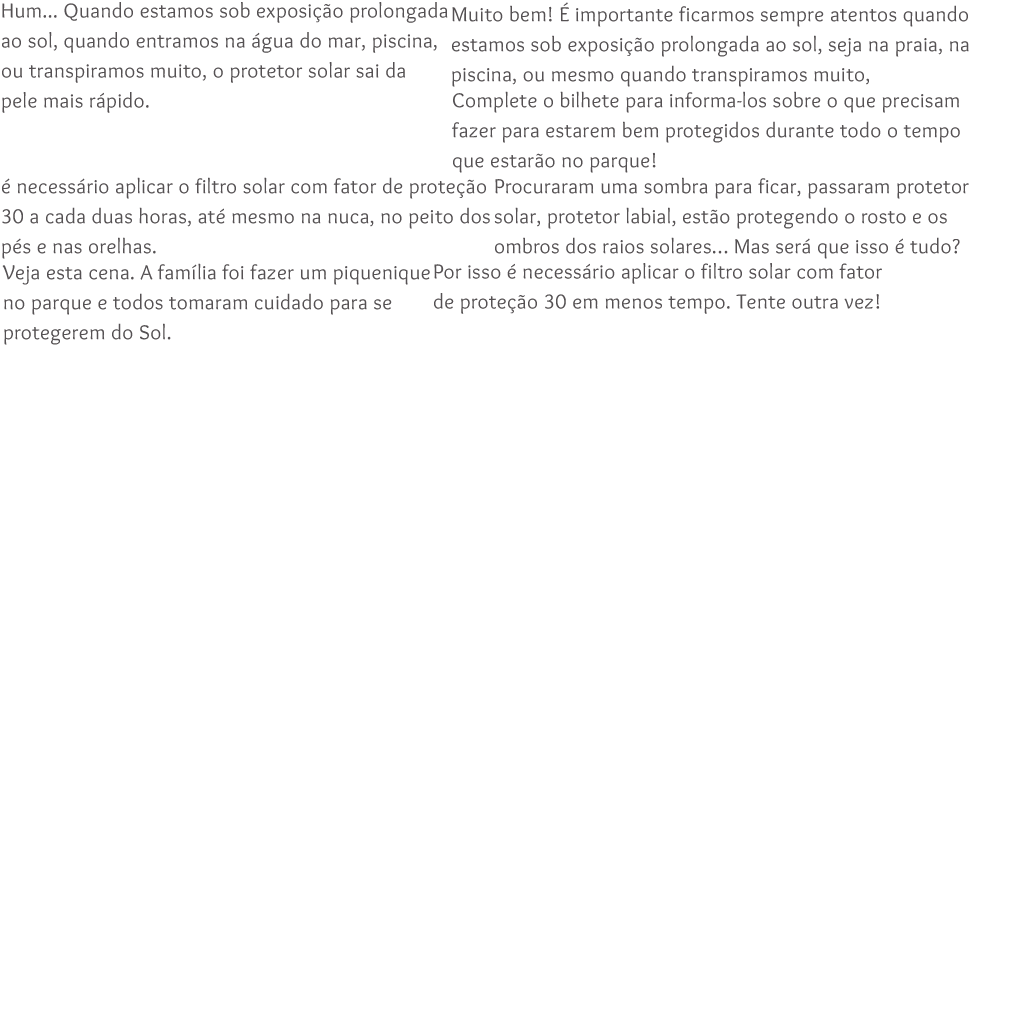 Hum... Quando estamos sob exposição prolongada
ao sol, quando entramos na água do mar, piscina,
ou transpiramos muito, o protetor solar sai da
pele mais rápido.
Muito bem! É importante ficarmos sempre atentos quando
estamos sob exposição prolongada ao sol, seja na praia, na
piscina, ou mesmo quando transpiramos muito,
Complete o bilhete para informa-los sobre o que precisam
fazer para estarem bem protegidos durante todo o tempo
que estarão no parque!
é necessário aplicar o filtro solar com fator de proteção
30 a cada duas horas, até mesmo na nuca, no peito dos
pés e nas orelhas.
Procuraram uma sombra para ficar, passaram protetor
solar, protetor labial, estão protegendo o rosto e os
ombros dos raios solares... Mas será que isso é tudo?
Veja esta cena. A família foi fazer um piquenique
no parque e todos tomaram cuidado para se
protegerem do Sol.
Por isso é necessário aplicar o filtro solar com fator
de proteção 30 em menos tempo. Tente outra vez!